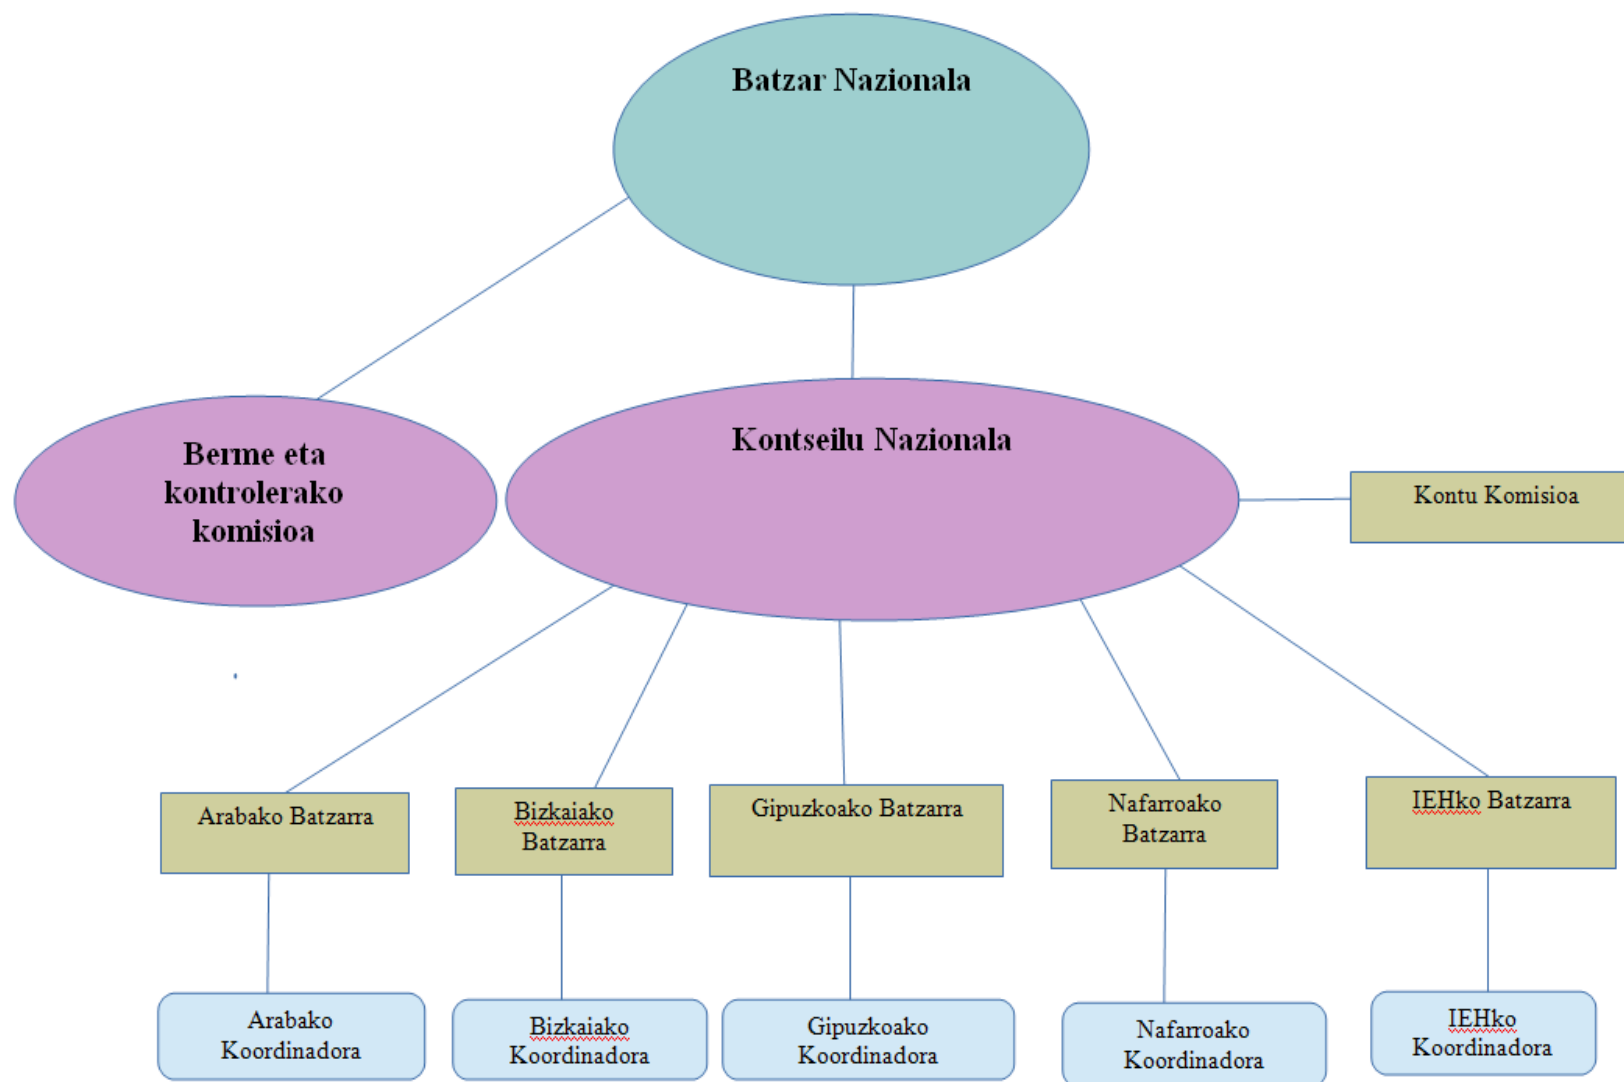 Batzar Nazionala
Berme eta
kontrolerako
komisioa
Kontseilu Nazionala
Kontu Komisioa
Arabako Batzarra
Bizkaiako
Batzarra
Gipuzkoako Batzarra
Nafarroako
Batzarra
IEHko Batzarra
Arabako
Koordinadora
Bizkaiako
Koordinadora
Gipuzkoako
Koordinadora
Nafarroako
Koordinadora
IEHko
Koordinadora